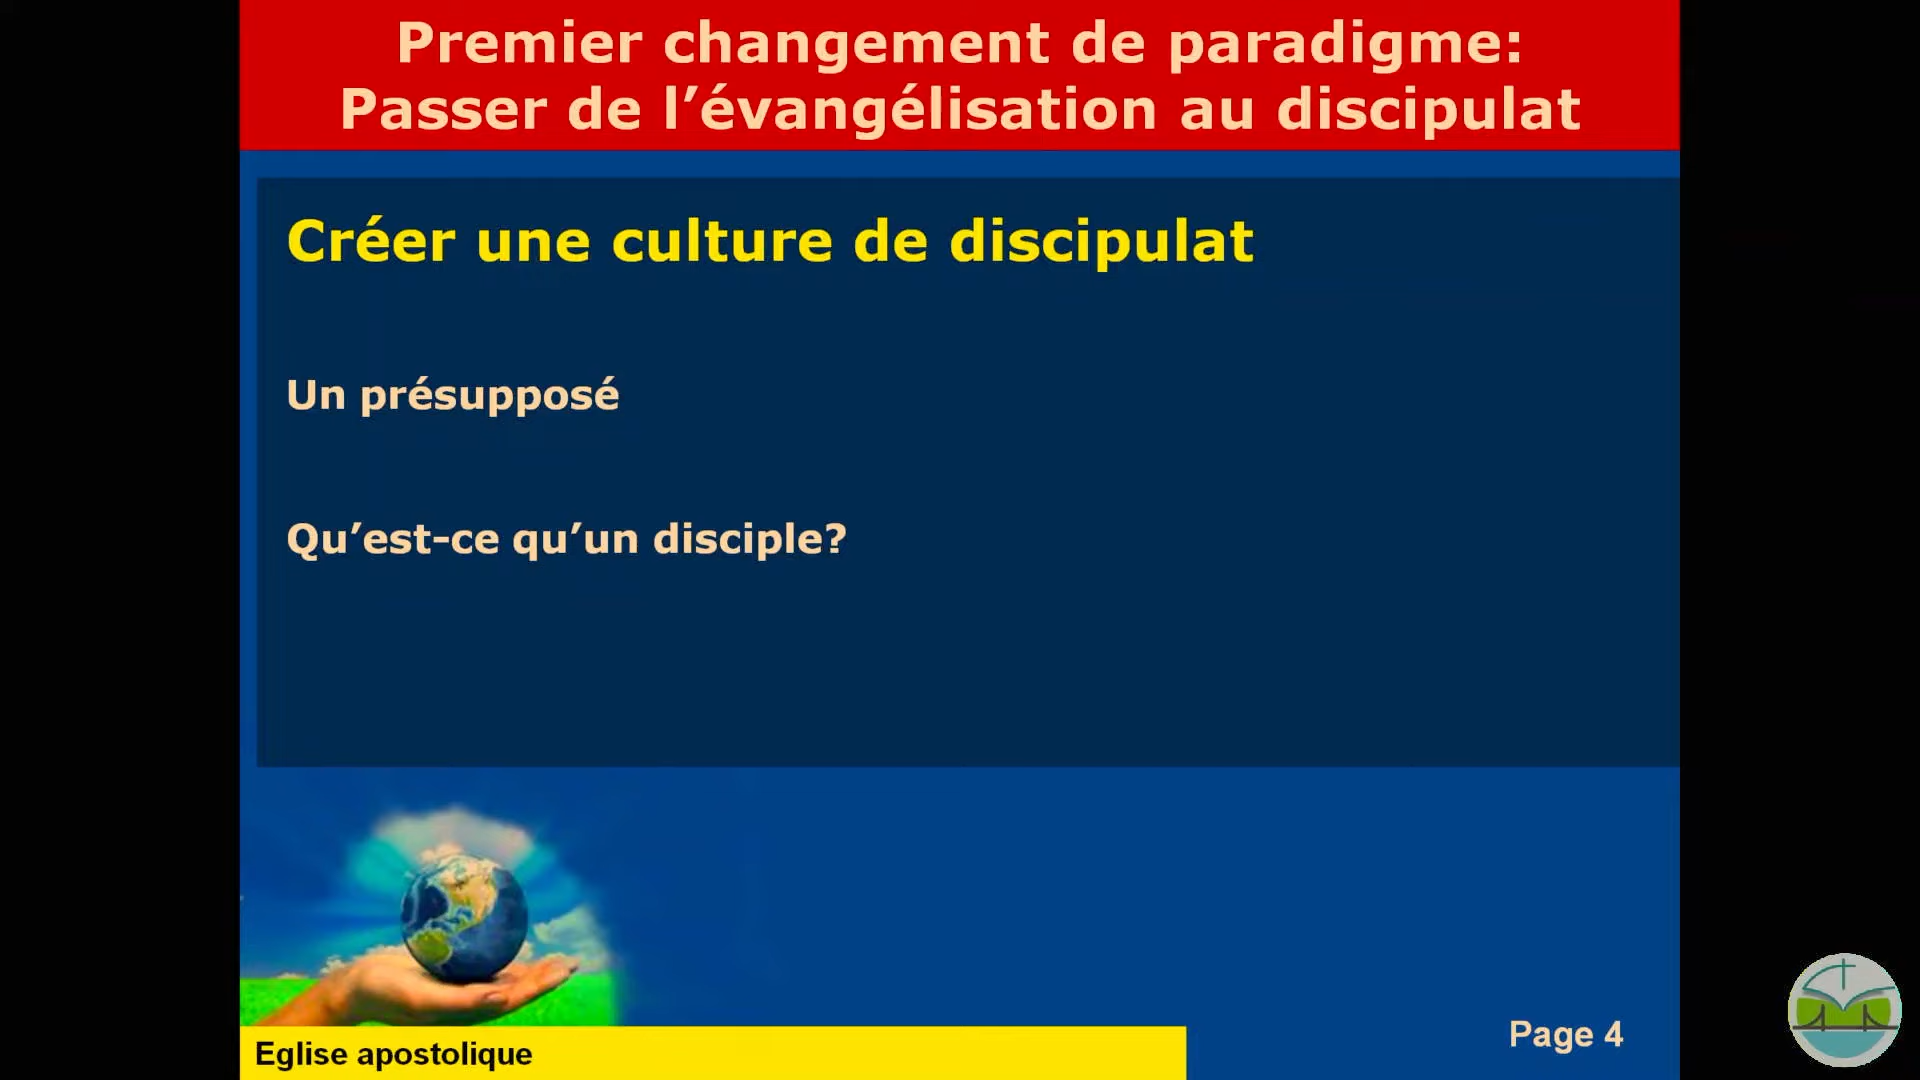 Premier changement de paradigme:
Passer de l’évangélisation au discipulat
Créer une culture de discipulat
Un présupposé
Qu’est-ce qu’un disciple?
Page 4
Eglise apostolique